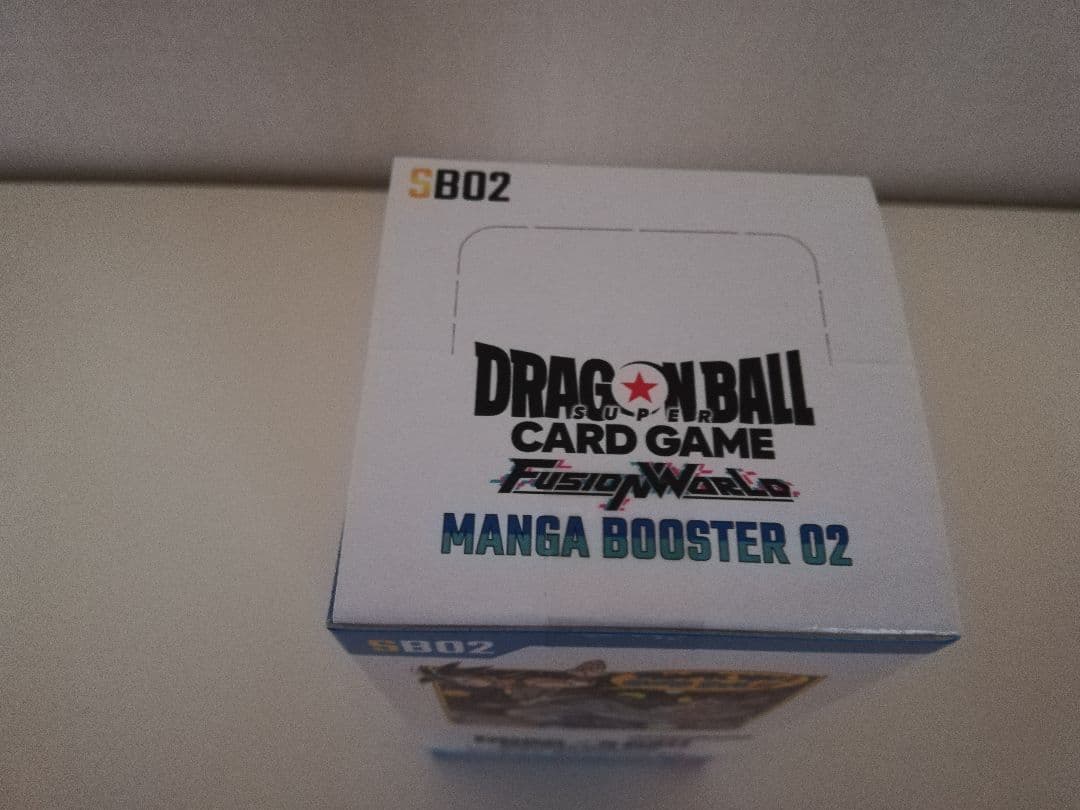 SB02
DRAGON BALL
SUPER
CARD GAME
FUSION WORLD
MANGA BOOSTER 02
SB02